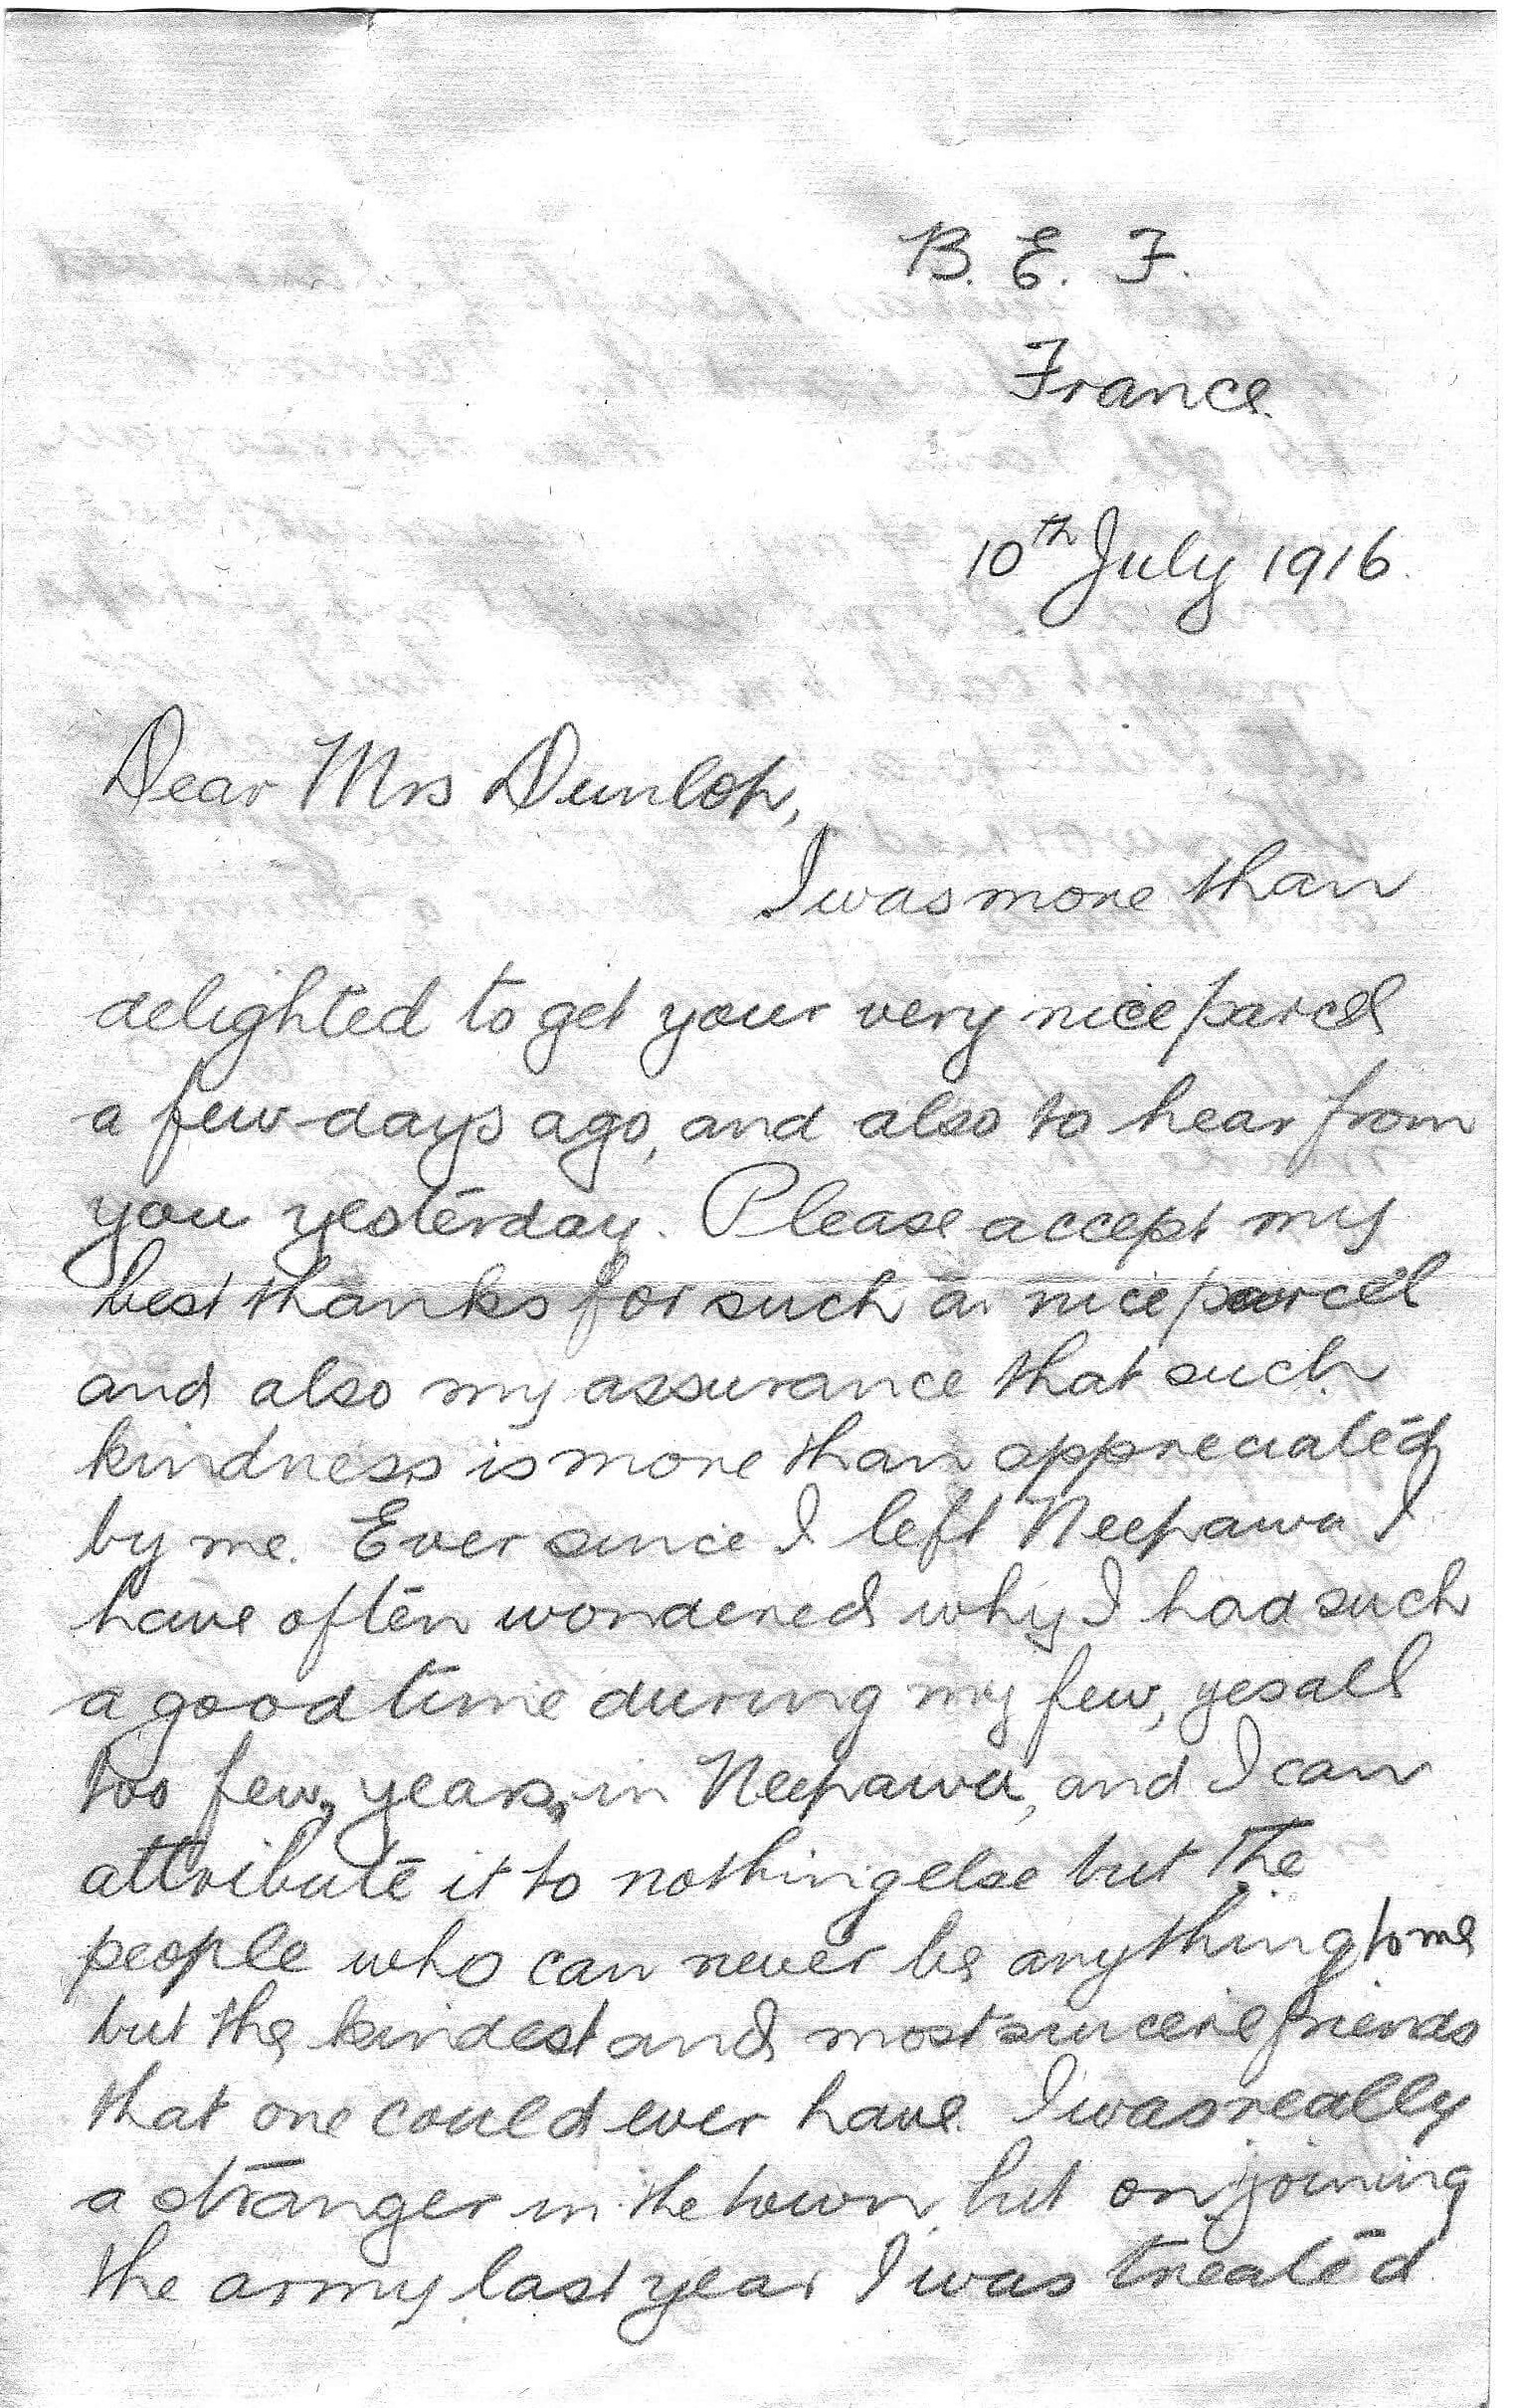 B. E. F.
France.
10th July 1916.
Dear Mrs Dunlop,
I was more than
delighted to get your very nice parcel
a few days ago, and also to hear from
you yesterday. Please accept my
best thanks for such a nice parcel
and also my assurance that such
kindness is more than appreciated
by me. Ever since I left Neepawa I
have often wondered why I had such
a good time during my few, yes all
too few, years, in Neepawa, and I can
attribute it to nothing else but the
people who can never be anything to me
but the kindest and most sincere friends
that one could ever have. I was really
a stranger in the town, but on joining
the army last year I was treated